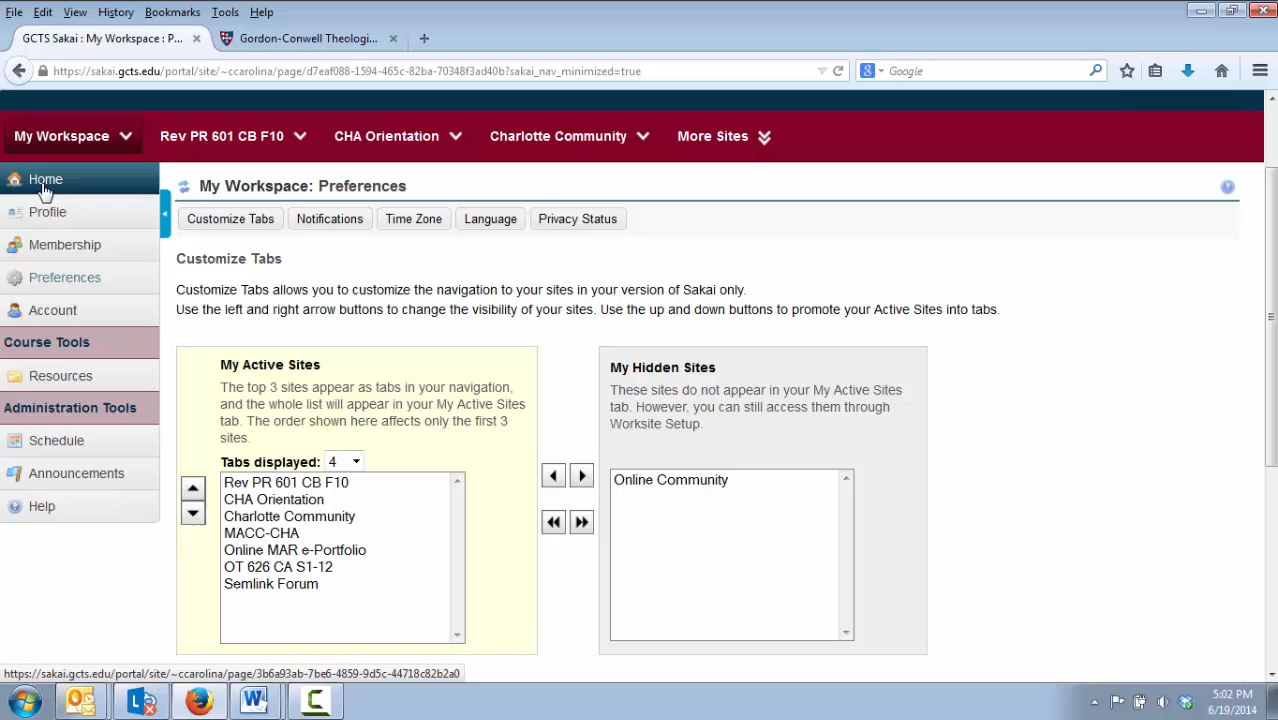 File Edit View History Bookmarks Tools Help
GCTS Sakai : My Workspace : P... Gordon-Conwell Theologi...
https://sakai.gcts.edu/portal/site/~ccarolina/page/d7eaf088-1594-465c-82ba-70348f3ad40b?sakai_nav_minimized=true
Google
My Workspace Rev PR 601 CB F10 CHA Orientation Charlotte Community More Sites
Home
Profile
Membership
Preferences
Account
Course Tools
Resources
Administration Tools
Schedule
Announcements
Help
My Workspace: Preferences
Customize Tabs Notifications Time Zone Language Privacy Status
Customize Tabs
Customize Tabs allows you to customize the navigation to your sites in your version of Sakai only.
Use the left and right arrow buttons to change the visibility of your sites. Use the up and down buttons to promote your Active Sites into tabs.
My Active Sites
The top 3 sites appear as tabs in your navigation,
and the whole list will appear in your My Active Sites
tab. The order shown here affects only the first 3
sites.
Tabs displayed: 4
Rev PR 601 CB F10
CHA Orientation
Charlotte Community
MACC-CHA
Online MAR e-Portfolio
OT 626 CA S1-12
Semlink Forum
My Hidden Sites
These sites do not appear in your My Active Sites
tab. However, you can still access them through
Worksite Setup.
Online Community
https://sakai.gcts.edu/portal/site/~ccarolina/page/3b6a93ab-7be6-4859-9d5c-44718c82b2a0
5:02 PM
6/19/2014